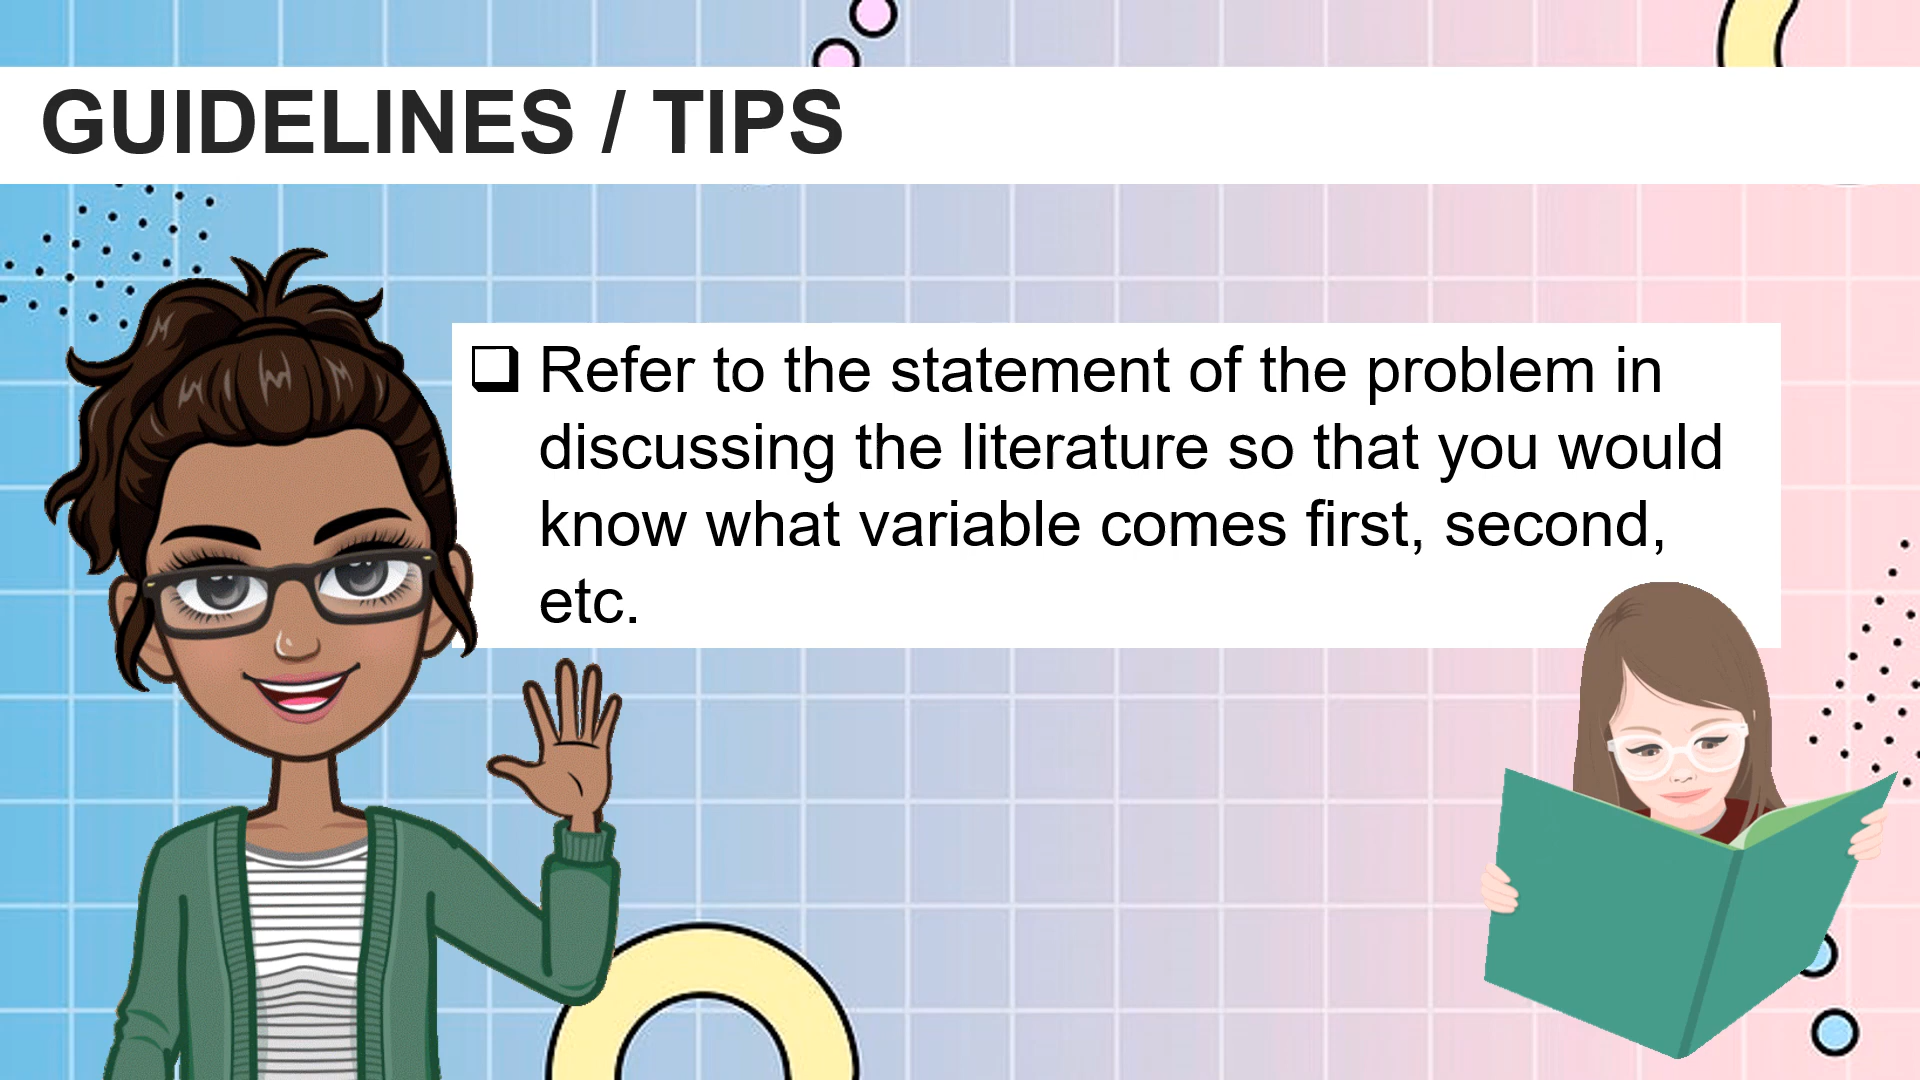 GUIDELINES / TIPS
❑ Refer to the statement of the problem in
discussing the literature so that you would
know what variable comes first, second,
etc.